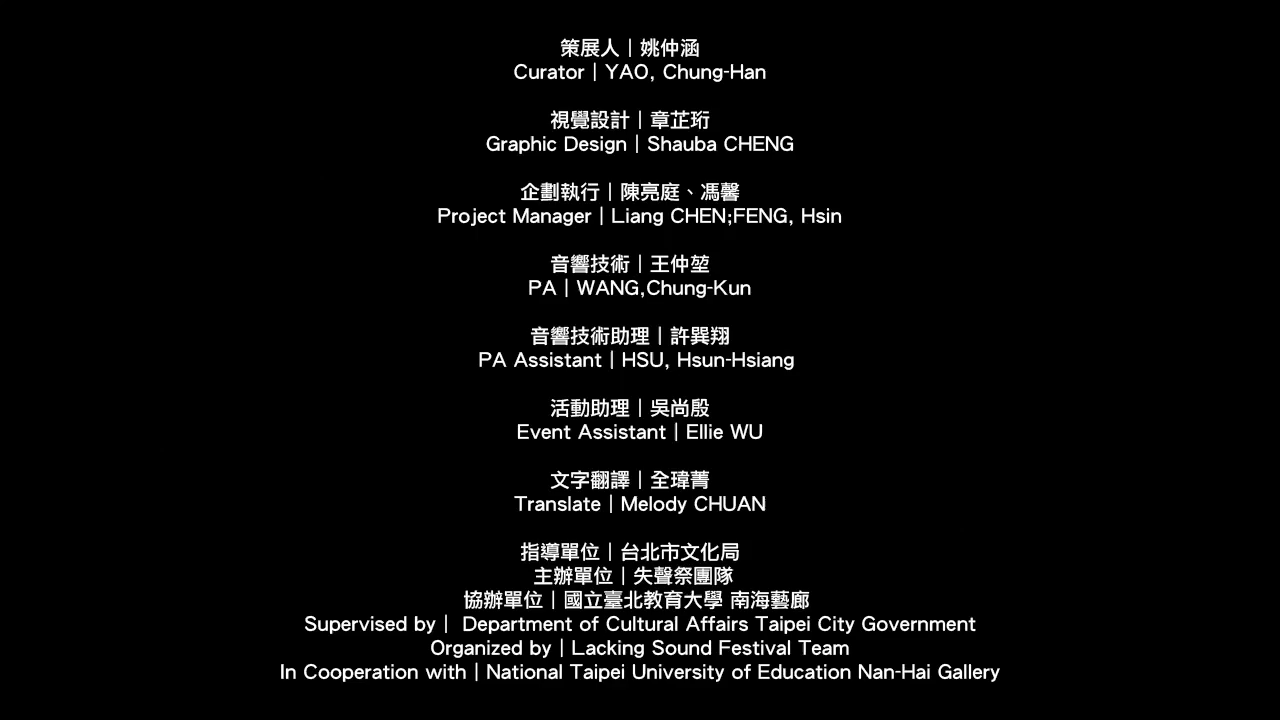 策展人｜姚仲涵
Curator｜YAO, Chung-Han
視覺設計｜章芷珩
Graphic Design｜Shauba CHENG
企劃執行｜陳亮庭、馮馨
Project Manager｜Liang CHEN;FENG, Hsin
音響技術｜王仲堃
PA｜WANG,Chung-Kun
音響技術助理｜許巽翔
PA Assistant｜HSU, Hsun-Hsiang
活動助理｜吳尚殷
Event Assistant｜Ellie WU
文字翻譯｜全瑋菁
Translate｜Melody CHUAN
指導單位｜台北市文化局
主辦單位｜失聲祭團隊
協辦單位｜國立臺北教育大學 南海藝廊
Supervised by｜ Department of Cultural Affairs Taipei City Government
Organized by｜Lacking Sound Festival Team
In Cooperation with｜National Taipei University of Education Nan-Hai Gallery